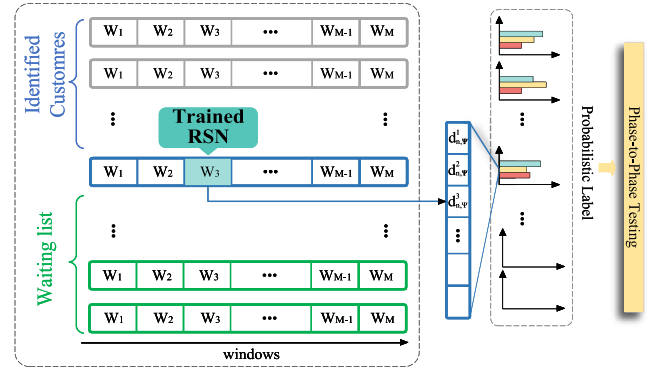 Identified
Customres
W1 W2 W3 ••• WM-1 WM
W1 W2 W3 ••• WM-1 WM
Trained
RSN
W1 W2 W3 ••• WM-1 WM
Waiting list
W1 W2 W3 ••• WM-1 WM
W1 W2 W3 ••• WM-1 WM
windows
d1n,Ψ
d2n,Ψ
d3n,Ψ
Probabilistic Label
Phase-to-Phase Testing